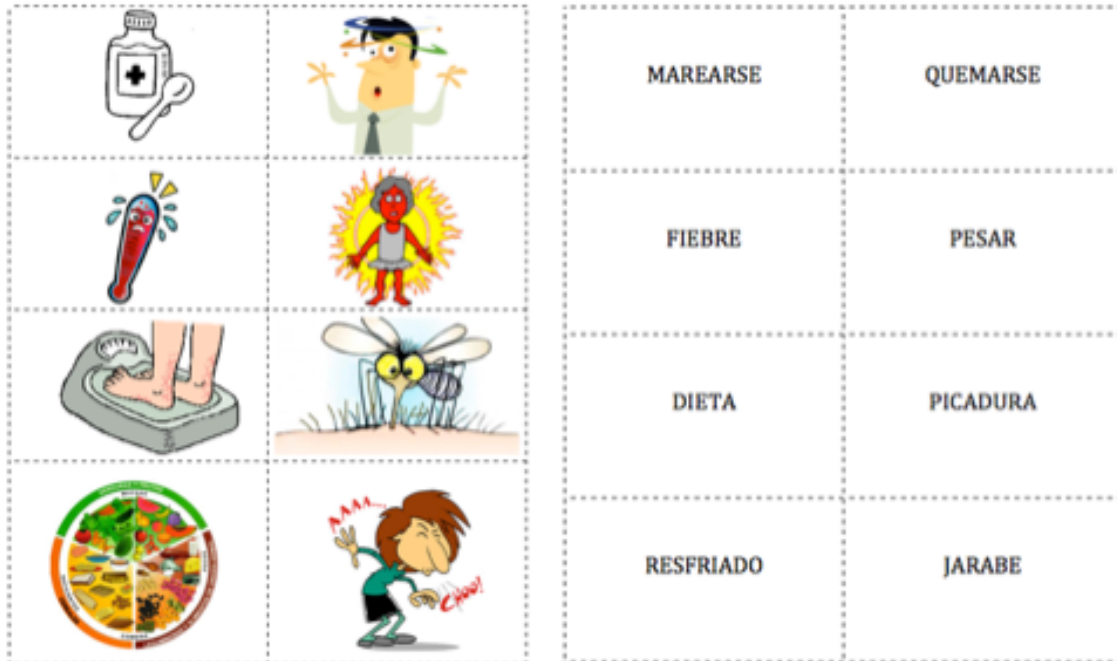 MAREARSE QUEMARSE
FIEBRE PESAR
DIETA PICADURA
AAAA...
CHOO!
RESFRIADO JARABE